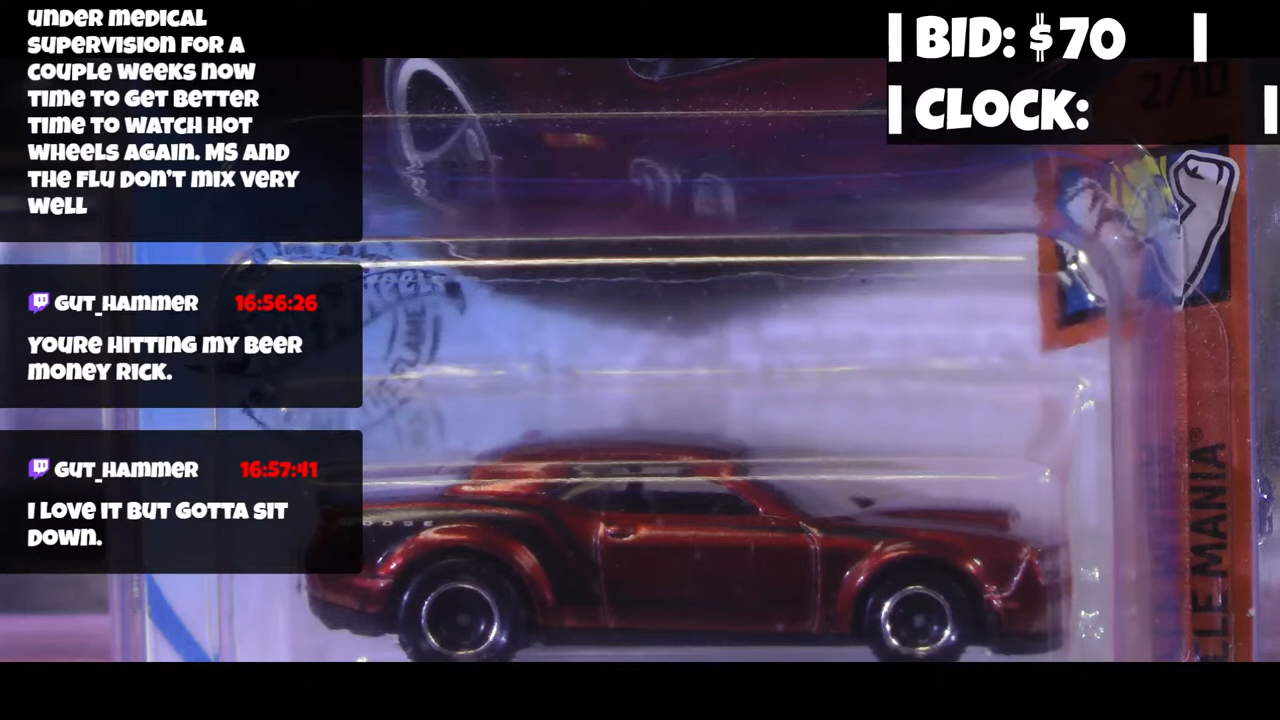 UNDER MEDICAL
SUPERVISION FOR A
COUPLE WEEKS NOW
TIME TO GET BETTER
TIME TO WATCH HOT
WHEELS AGAIN. MS AND
THE FLU DON'T MIX VERY
WELL
GUT_HAMMER 16:56:26
YOURE HITTING MY BEER
MONEY RICK.
GUT_HAMMER 16:57:41
I LOVE IT BUT GOTTA SIT
DOWN.
| BID: $70 |
| CLOCK: |
2/10
FLAME
DODGE
LE MANIA®